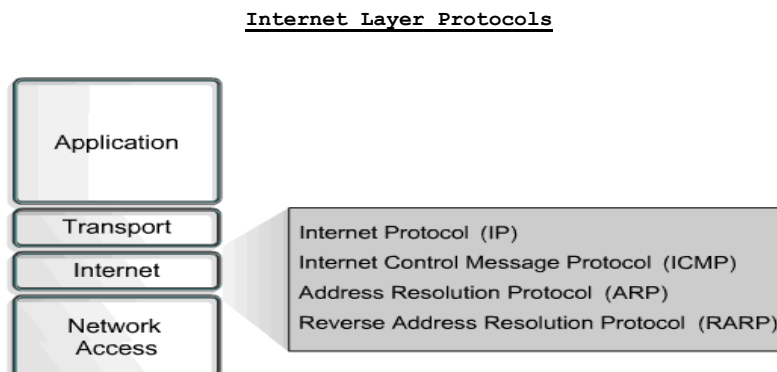 Internet Layer Protocols
Application
Transport
Internet
Network
Access
Internet Protocol (IP)
Internet Control Message Protocol (ICMP)
Address Resolution Protocol (ARP)
Reverse Address Resolution Protocol (RARP)